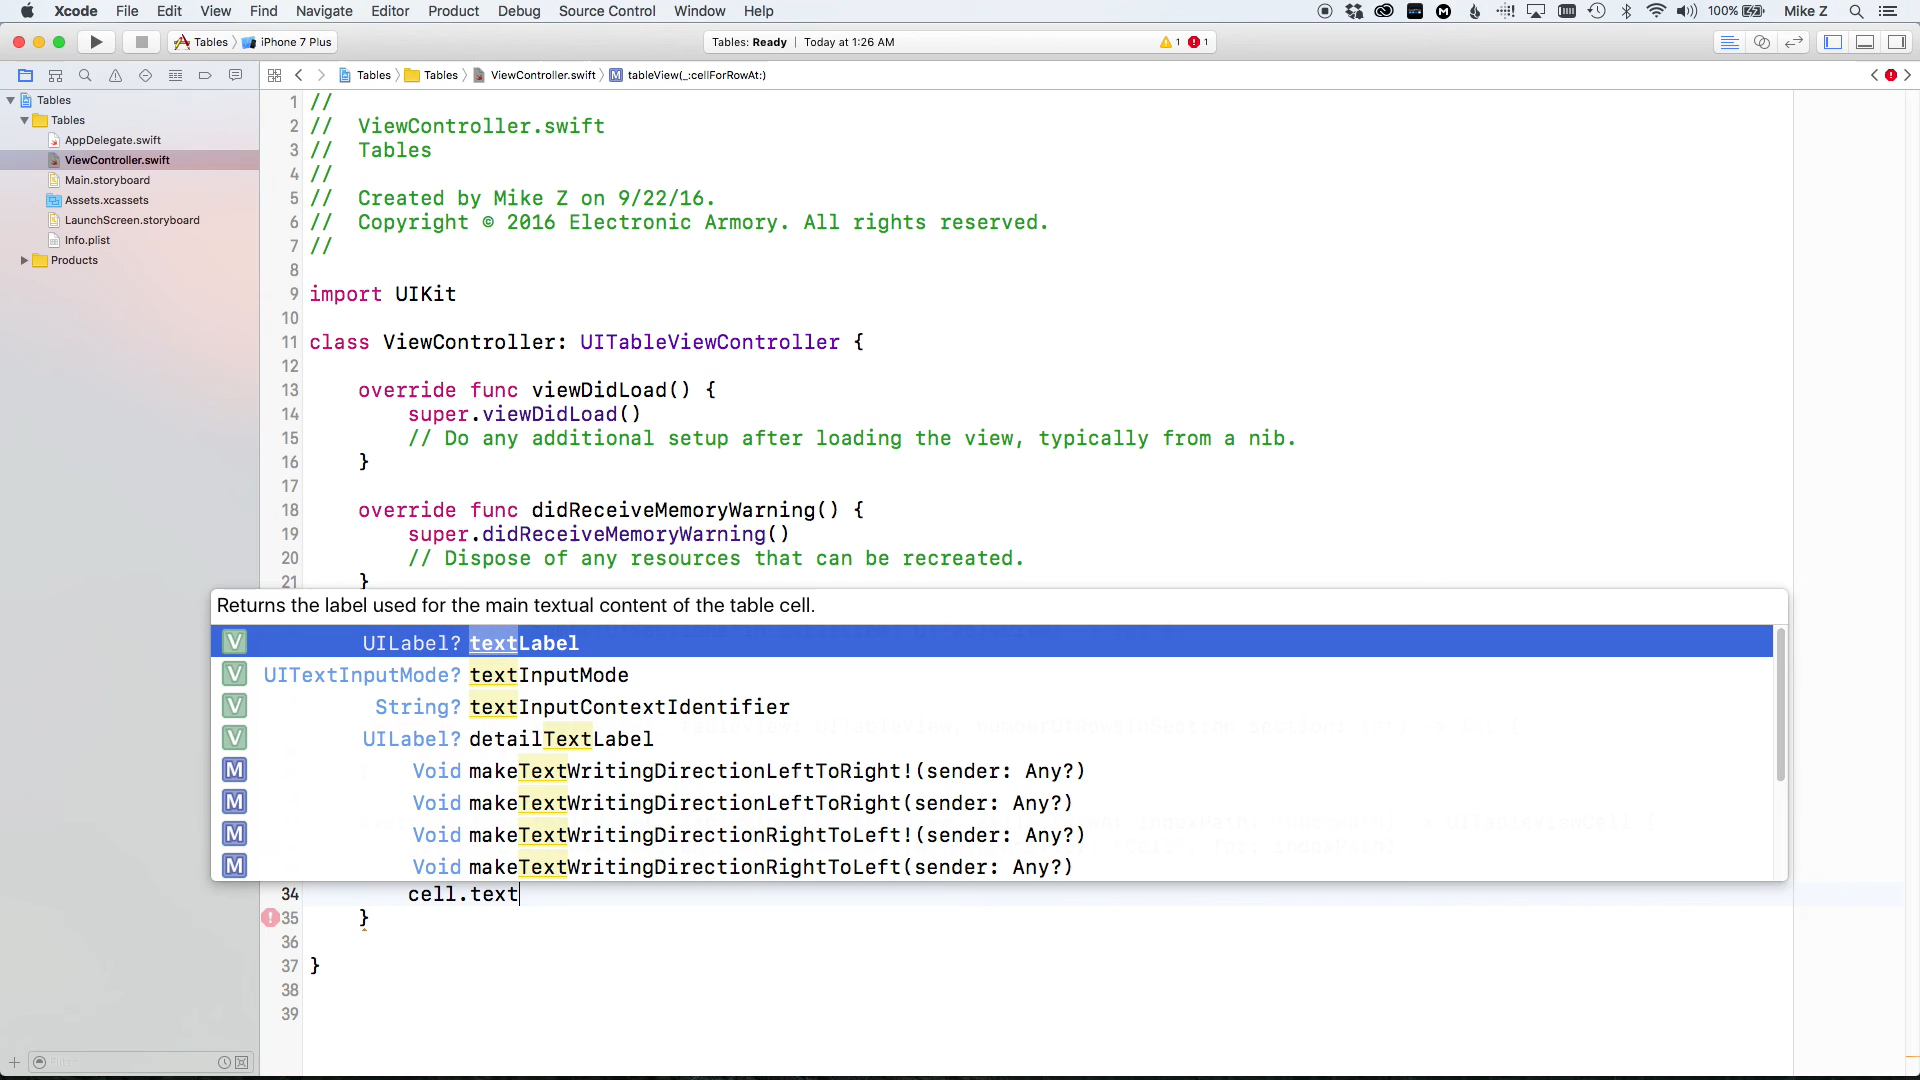 Xcode File Edit View Find Navigate Editor Product Debug Source Control Window Help 100% Mike Z
Tables iPhone 7 Plus Tables: Ready | Today at 1:26 AM 1 1
Tables Tables ViewController.swift M tableView(_:cellForRowAt:)
Tables
Tables
AppDelegate.swift
ViewController.swift
Main.storyboard
Assets.xcassets
LaunchScreen.storyboard
Info.plist
Products
1 //
2 // ViewController.swift
3 // Tables
4 //
5 // Created by Mike Z on 9/22/16.
6 // Copyright © 2016 Electronic Armory. All rights reserved.
7 //
8
9 import UIKit
10
11 class ViewController: UITableViewController {
12
13 override func viewDidLoad() {
14 super.viewDidLoad()
15 // Do any additional setup after loading the view, typically from a nib.
16 }
17
18 override func didReceiveMemoryWarning() {
19 super.didReceiveMemoryWarning()
20 // Dispose of any resources that can be recreated.
21 }
Returns the label used for the main textual content of the table cell.
V UILabel? textLabel
V UITextInputMode? textInputMode
V String? textInputContextIdentifier
V UILabel? detailTextLabel
M Void makeTextWritingDirectionLeftToRight!(sender: Any?)
M Void makeTextWritingDirectionLeftToRight(sender: Any?)
M Void makeTextWritingDirectionRightToLeft!(sender: Any?)
M Void makeTextWritingDirectionRightToLeft(sender: Any?)
34 cell.text
35 }
36
37 }
38
39
Filter